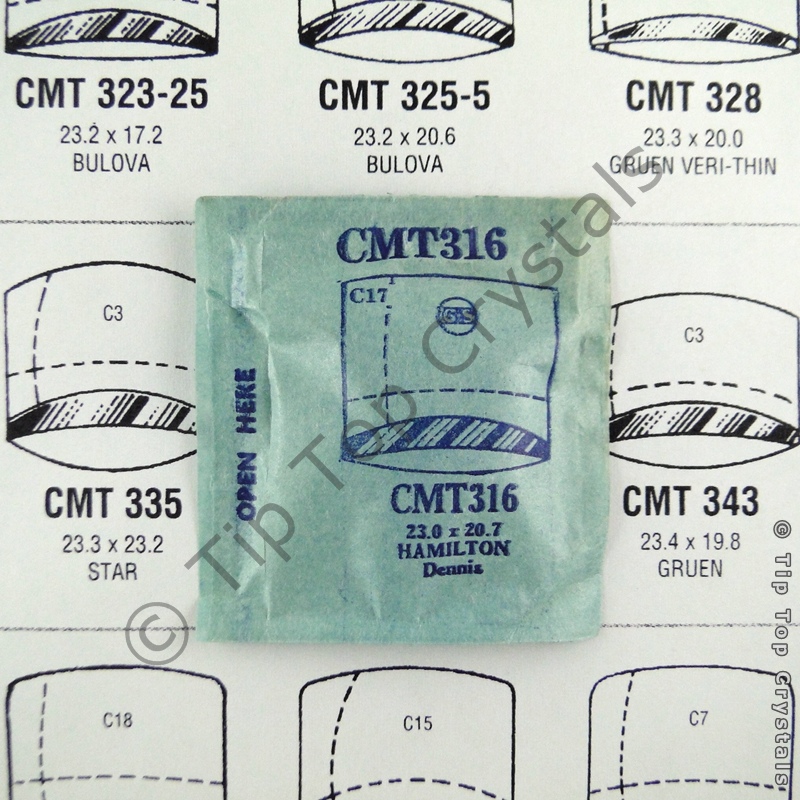 CMT 323-25
23.2 x 17.2
BULOVA
CMT 325-5
23.2 x 20.6
BULOVA
CMT 328
23.3 x 20.0
GRUEN VERI-THIN
C3
CMT 335
23.3 x 23.2
STAR
CMT316
C17
GS
OPEN HERE
CMT316
23.0 x 20.7
HAMILTON
Dennis
C3
CMT 343
23.4 x 19.8
GRUEN
C18
C15
C7
© Tip Top Crystals
© Tip Top Crystals